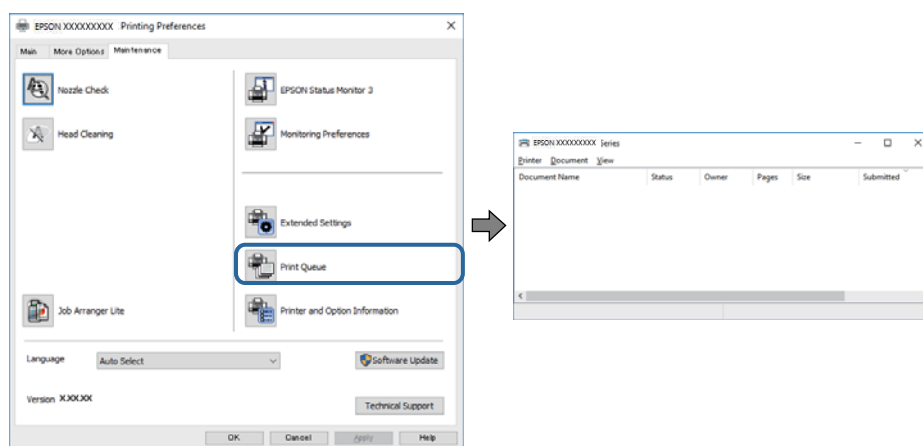 EPSON XXXXXXXXX Printing Preferences
Main More Options Maintenance
Nozzle Check
EPSON Status Monitor 3
Head Cleaning
Monitoring Preferences
Extended Settings
Print Queue
Job Arranger Lite
Printer and Option Information
Language Auto Select
Software Update
Version X.XX.XX
Technical Support
OK Cancel Apply Help
EPSON XXXXXXXXX Series
Printer Document View
Document Name Status Owner Pages Size Submitted